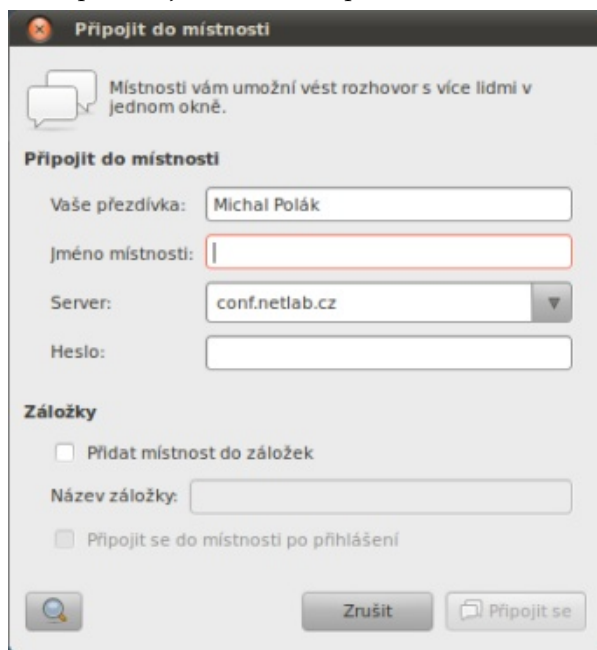 Připojit do místnosti
Místnosti vám umožní vést rozhovor s více lidmi v
jednom okně.
Připojit do místnosti
Vaše přezdívka: Michal Polák
Jméno místnosti:
Server: conf.netlab.cz
Heslo:
Záložky
Přidat místnost do záložek
Název záložky:
Připojit se do místnosti po přihlášení
Zrušit Připojit se